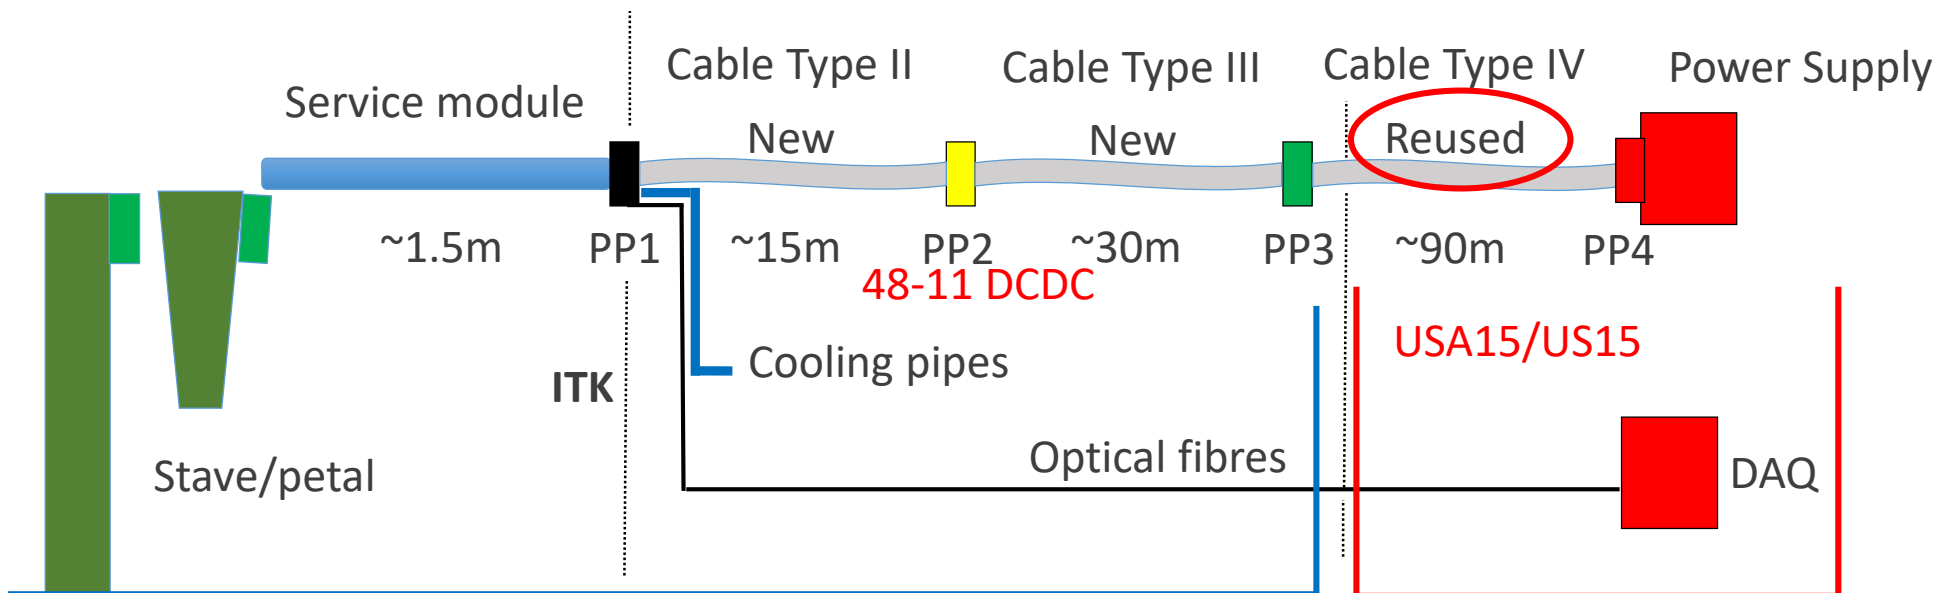 Cable Type II
Cable Type III
Cable Type IV
Power Supply
Service module
New
New
Reused
~1.5m
PP1
~15m
PP2
~30m
PP3
~90m
PP4
48-11 DCDC
USA15/US15
Cooling pipes
ITK
Optical fibres
Stave/petal
DAQ